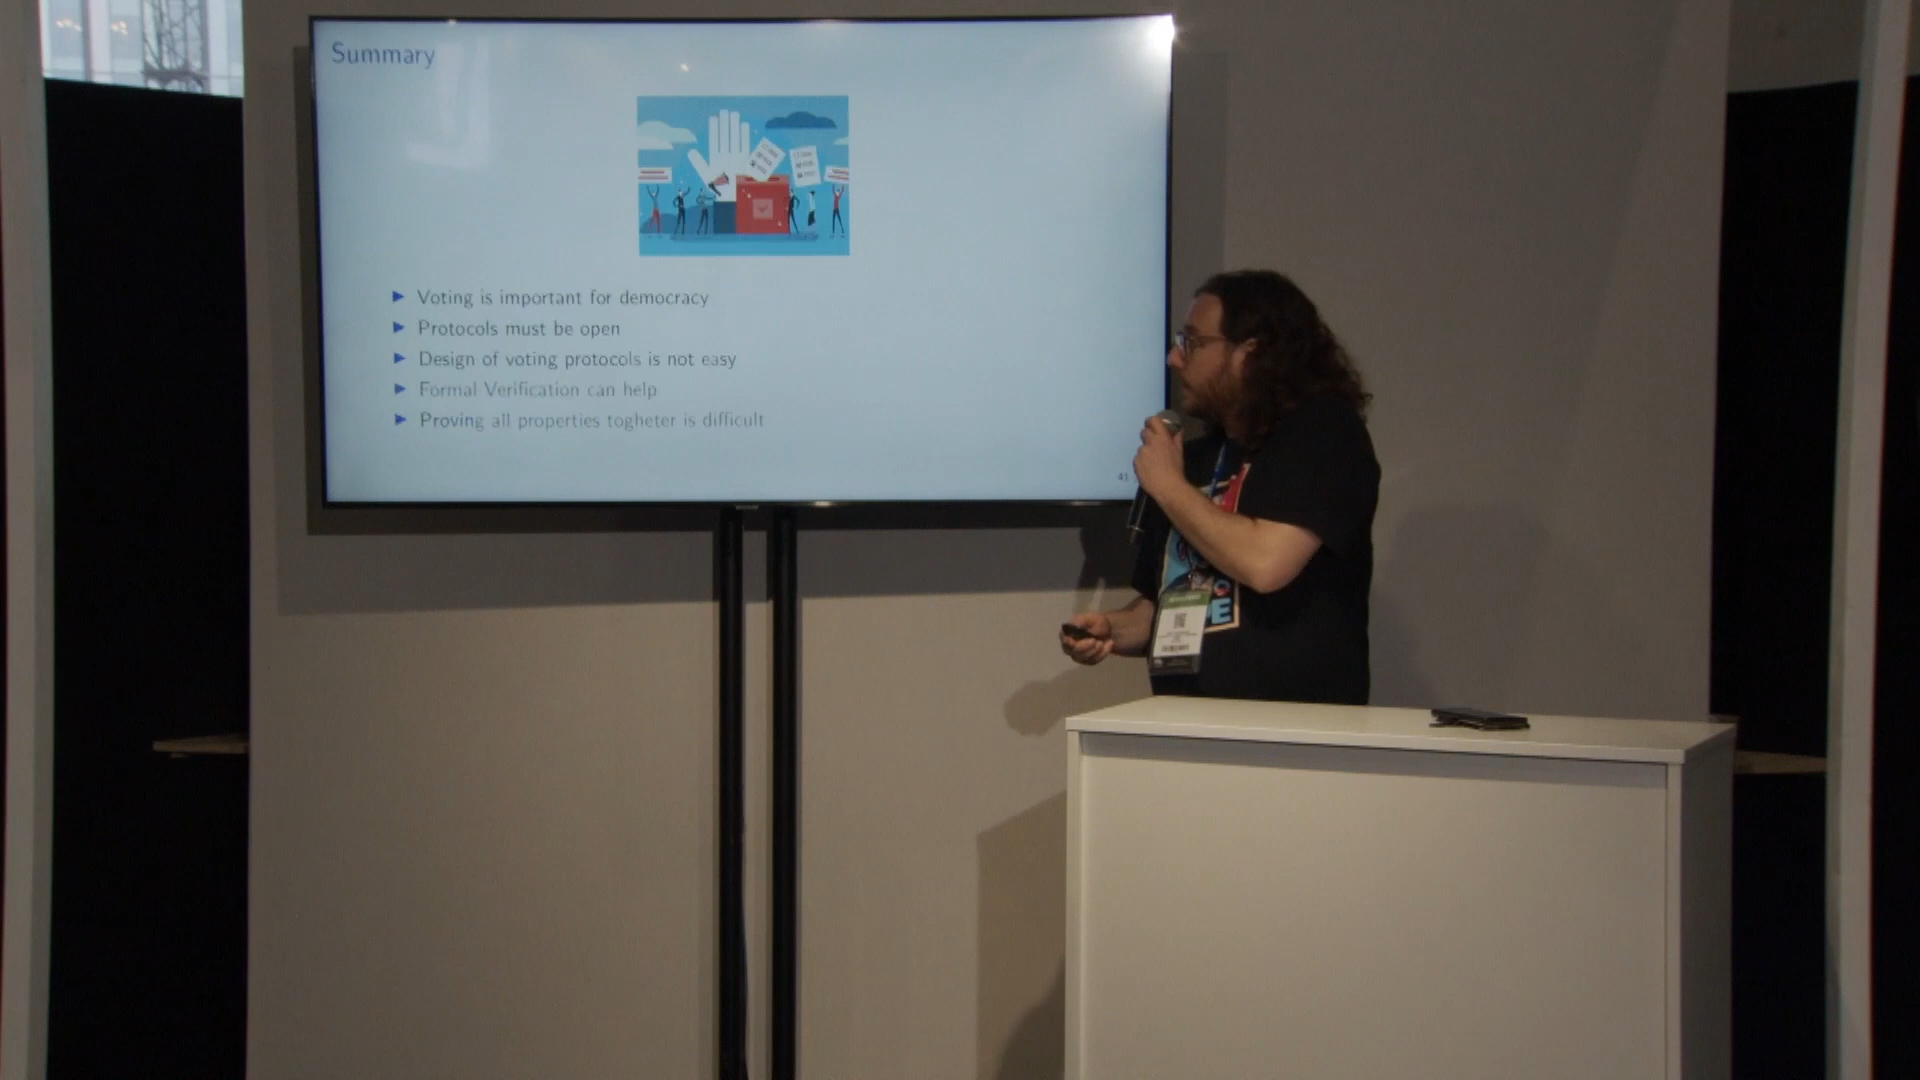 Summary
Voting is important for democracy
Protocols must be open
Design of voting protocols is not easy
Formal Verification can help
Proving all properties togheter is difficult
41